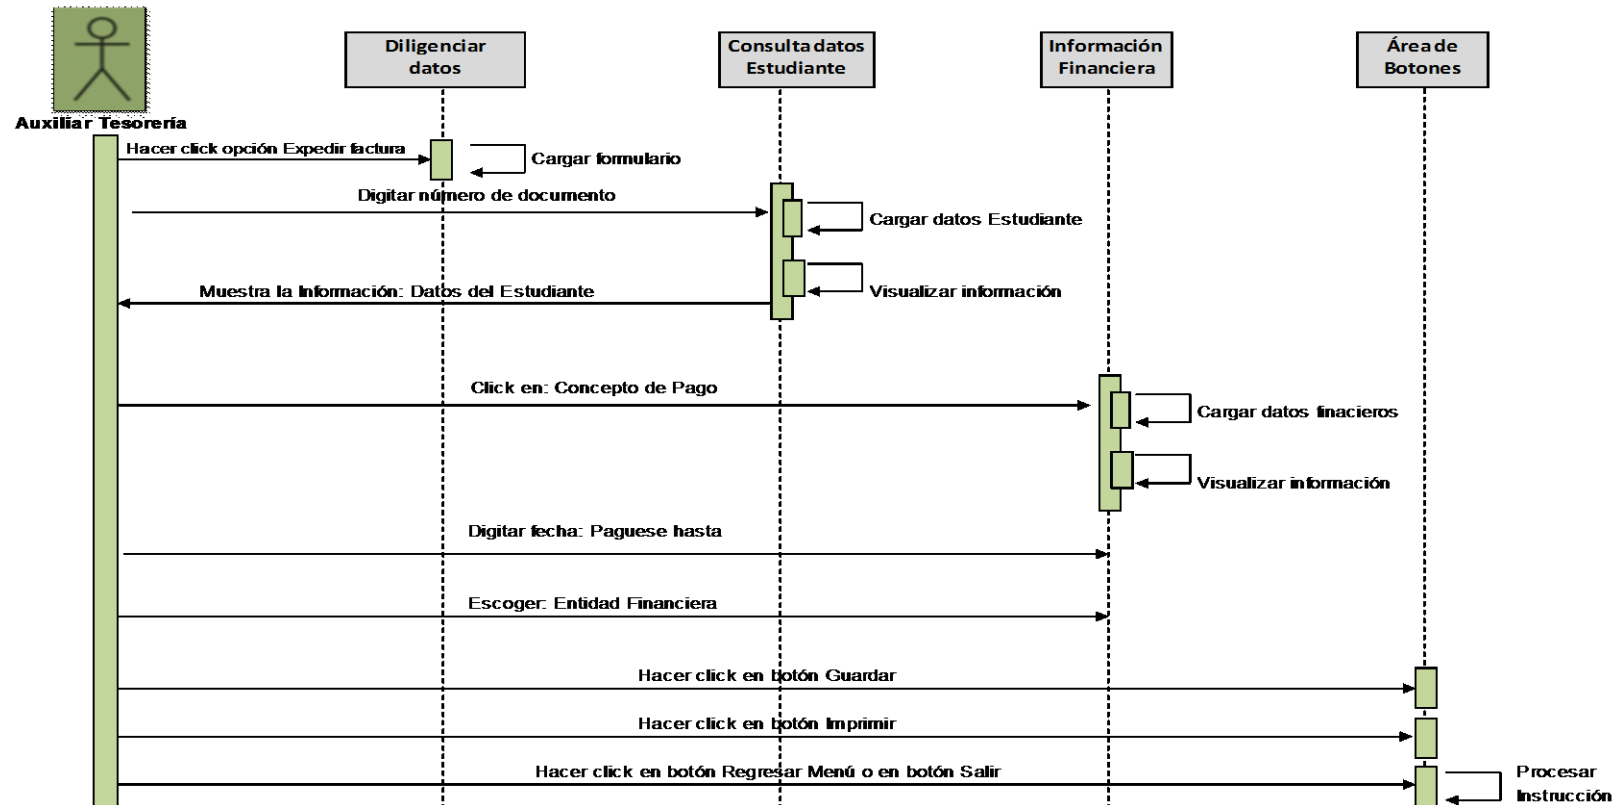 Diligenciar
datos
Consulta datos
Estudiante
Información
Financiera
Área de
Botones
Auxiliar Tesorería
Hacer click opción Expedir factura
Cargar formulario
Digitar número de documento
Cargar datos Estudiante
Muestra la Información: Datos del Estudiante
Visualizar información
Click en: Concepto de Pago
Cargar datos finacieros
Visualizar información
Digitar fecha: Paguese hasta
Escoger: Entidad Financiera
Hacer click en botón Guardar
Hacer click en botón Imprimir
Hacer click en botón Regresar Menú o en botón Salir
Procesar
Instrucción